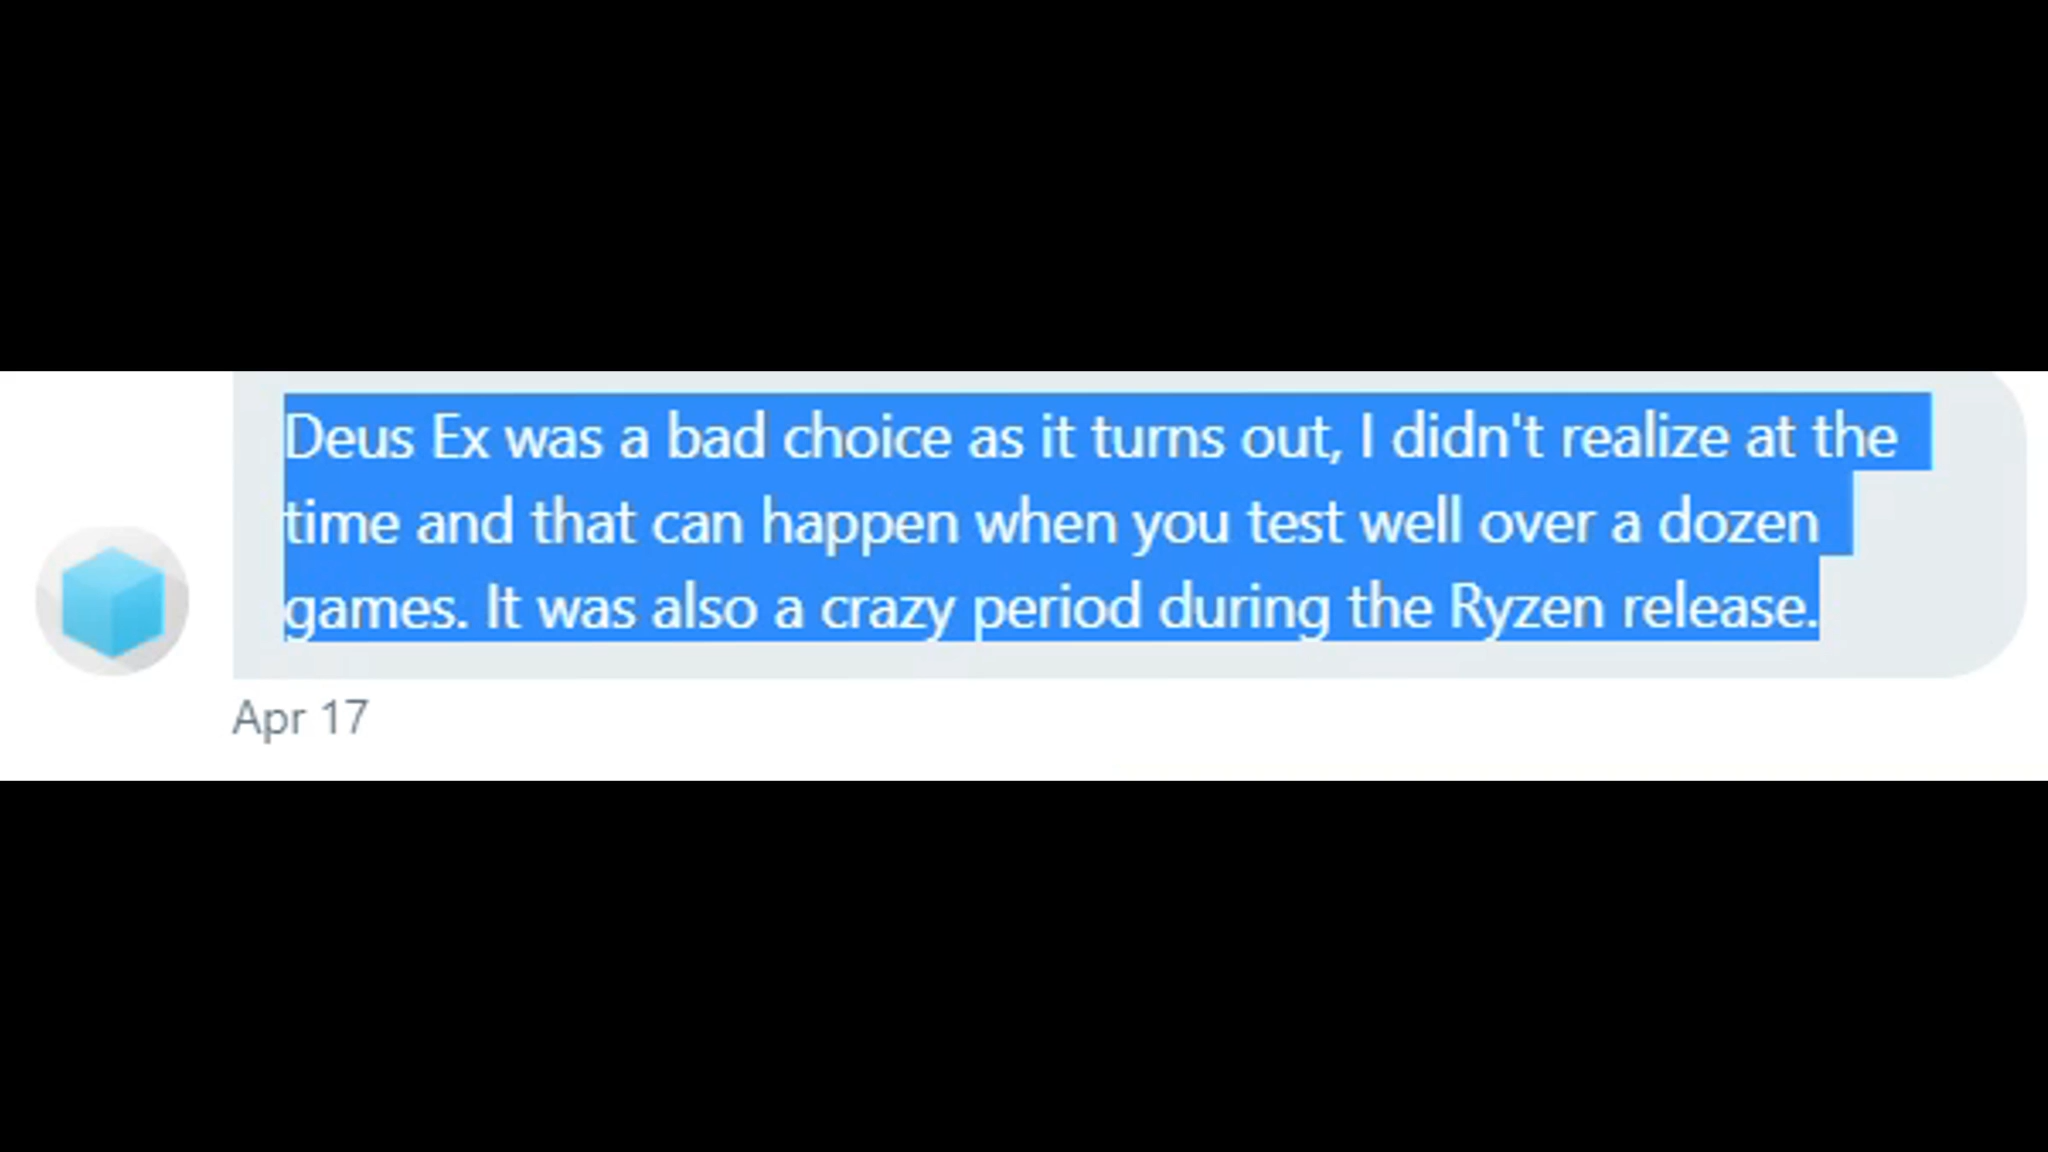 Deus Ex was a bad choice as it turns out, I didn't realize at the
time and that can happen when you test well over a dozen
games. It was also a crazy period during the Ryzen release.
Apr 17